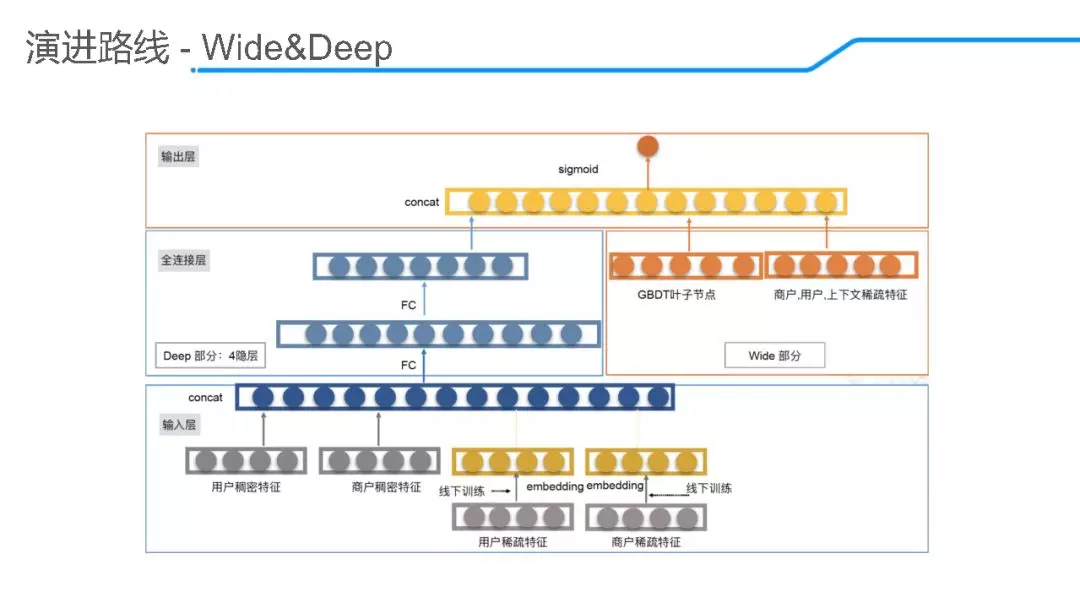 演进路线 - Wide&Deep
输出层
sigmoid
concat
全连接层
FC
GBDT叶子节点
商户,用户,上下文稀疏特征
Deep 部分：4隐层
FC
Wide 部分
concat
输入层
用户稠密特征
商户稠密特征
线下训练
embedding
embedding
线下训练
用户稀疏特征
商户稀疏特征